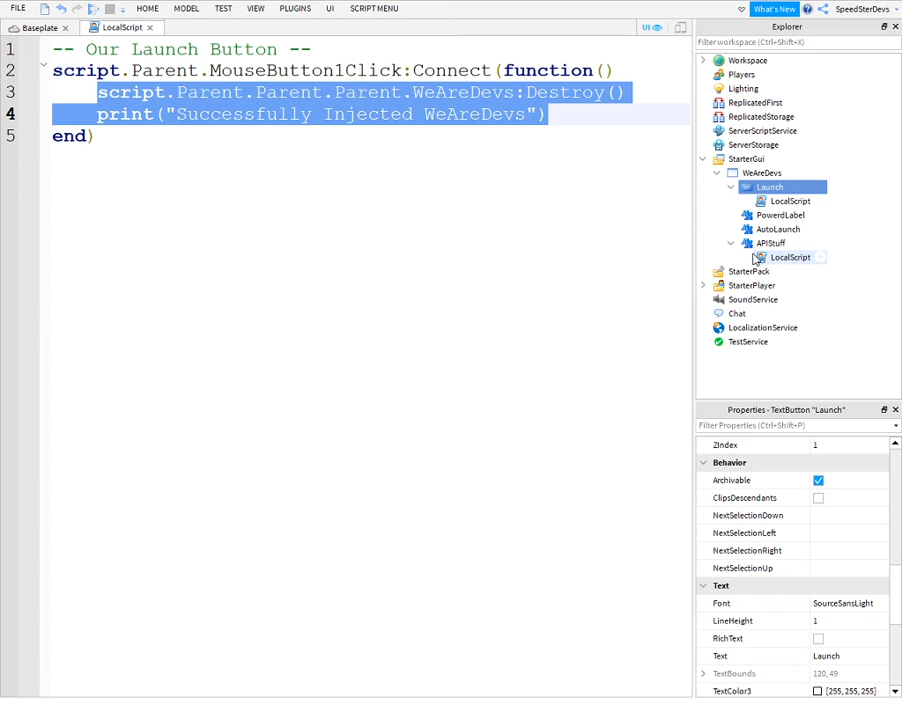 FILE HOME MODEL TEST VIEW PLUGINS UI SCRIPT MENU What's New SpeedSterDevs
Baseplate LocalScript UI
1 -- Our Launch Button --
2 script.Parent.MouseButton1Click:Connect(function()
3 script.Parent.Parent.Parent.WeAreDevs:Destroy()
4 print("Successfully Injected WeAreDevs")
5 end)
Explorer
Filter workspace (Ctrl+Shift+X)
Workspace
Players
Lighting
ReplicatedFirst
ReplicatedStorage
ServerScriptService
ServerStorage
StarterGui
WeAreDevs
Launch
LocalScript
PowerdLabel
AutoLaunch
APIStuff
LocalScript
StarterPack
StarterPlayer
SoundService
Chat
LocalizationService
TestService
Properties - TextButton "Launch"
Filter Properties (Ctrl+Shift+P)
ZIndex 1
Behavior
Archivable
ClipsDescendants
NextSelectionDown
NextSelectionLeft
NextSelectionRight
NextSelectionUp
Text
Font SourceSansLight
LineHeight 1
RichText
Text Launch
TextBounds 120, 49
TextColor3 [255, 255, 255]